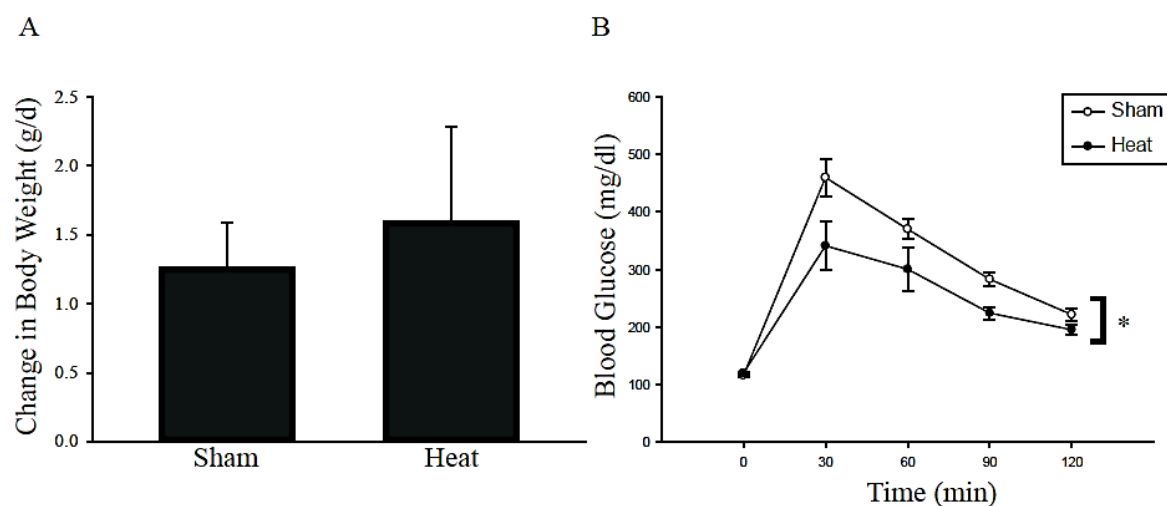 A
B
Change in Body Weight (g/d)
2.5
2.0
1.5
1.0
0.5
0.0
Sham
Heat
Blood Glucose (mg/dl)
600
500
400
300
200
100
0
0 30 60 90 120
Time (min)
Sham
Heat
*